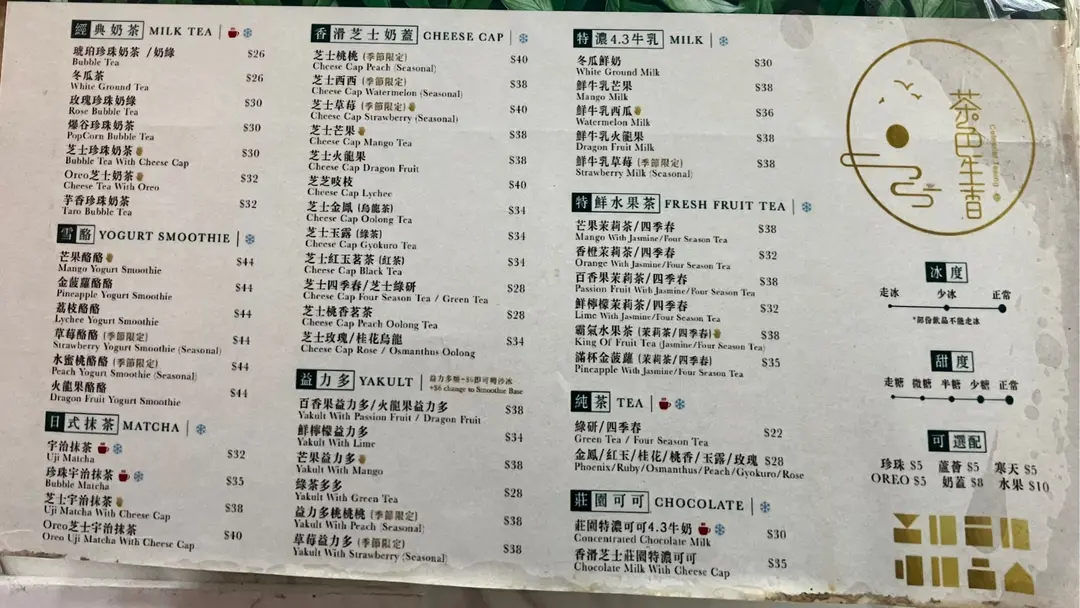 經典奶茶 MILK TEA
琥珀珍珠奶茶 / 奶綠 $26
Bubble Tea
冬瓜茶 $26
White Ground Tea
玫瑰珍珠奶綠 $30
Rose Bubble Tea
爆谷珍珠奶茶 $30
PopCorn Bubble Tea
芝士珍珠奶茶 $30
Bubble Tea With Cheese Cap
Oreo芝士奶茶 $32
Cheese Tea With Oreo
芋香珍珠奶茶 $32
Taro Bubble Tea
雪酪 YOGURT SMOOTHIE
芒果酪酪 $44
Mango Yogurt Smoothie
金菠蘿酪酪 $44
Pineapple Yogurt Smoothie
荔枝酪酪 $44
Lychee Yogurt Smoothie
草莓酪酪 (季節限定) $44
Strawberry Yogurt Smoothie (Seasonal)
水蜜桃酪酪 (季節限定) $44
Peach Yogurt Smoothie (Seasonal)
火龍果酪酪 $44
Dragon Fruit Yogurt Smoothie
日式抹茶 MATCHA
宇治抹茶 $32
Uji Matcha
珍珠宇治抹茶 $35
Bubble Matcha
芝士宇治抹茶 $38
Uji Matcha With Cheese Cap
Oreo芝士宇治抹茶 $40
Oreo Uji Matcha With Cheese Cap
香滑芝士奶蓋 CHEESE CAP
芝士桃桃 (季節限定) $40
Cheese Cap Peach (Seasonal)
芝士西西 (季節限定) $38
Cheese Cap Watermelon (Seasonal)
芝士草莓 (季節限定) $40
Cheese Cap Strawberry (Seasonal)
芝士芒果 $38
Cheese Cap Mango Tea
芝士火龍果 $38
Cheese Cap Dragon Fruit
芝芝吱枝 $40
Cheese Cap Lychee
芝士金鳳 (烏龍茶) $34
Cheese Cap Oolong Tea
芝士玉露 (綠茶) $34
Cheese Cap Gyokuro Tea
芝士紅玉茗茶 (紅茶) $34
Cheese Cap Black Tea
芝士四季春/芝士綠研 $28
Cheese Cap Four Season Tea / Green Tea
芝士桃香茗茶 $28
Cheese Cap Peach Oolong Tea
芝士玫瑰/桂花烏龍 $34
Cheese Cap Rose / Osmanthus Oolong
益力多 YAKULT
益力多類+$6即可轉沙冰
+$6 change to Smoothie Base
百香果益力多/火龍果益力多 $38
Yakult With Passion Fruit / Dragon Fruit
鮮檸檬益力多 $34
Yakult With Lime
芒果益力多 $38
Yakult With Mango
綠茶多多 $28
Yakult With Green Tea
益力多桃桃桃 (季節限定) $38
Yakult With Peach (Seasonal)
草莓益力多 (季節限定) $38
Yakult With Strawberry (Seasonal)
特濃4.3牛乳 MILK
冬瓜鮮奶 $30
White Ground Milk
鮮牛乳芒果 $38
Mango Milk
鮮牛乳西瓜 $36
Watermelon Milk
鮮牛乳火龍果 $38
Dragon Fruit Milk
鮮牛乳草莓 (季節限定) $38
Strawberry Milk (Seasonal)
特鮮水果茶 FRESH FRUIT TEA
芒果茉莉茶/四季春 $38
Mango With Jasmine/Four Season Tea
香橙茉莉茶/四季春 $32
Orange With Jasmine/Four Season Tea
百香果茉莉茶/四季春 $38
Passion Fruit With Jasmine/Four Season Tea
鮮檸檬茉莉茶/四季春 $32
Lime With Jasmine/Four Season Tea
霸氣水果茶 (茉莉茶/四季春) $38
King Of Fruit Tea (Jasmine/Four Season Tea)
滿杯金菠蘿 (茉莉茶/四季春) $35
Pineapple With Jasmine/Four Season Tea
純茶 TEA
綠研/四季春 $22
Green Tea / Four Season Tea
金鳳/紅玉/桂花/桃香/玉露/玫瑰 $28
Phoenix/Ruby/Osmanthus/Peach/Gyokuro/Rose
莊園可可 CHOCOLATE
莊園特濃可可4.3牛奶 $30
Concentrated Chocolate Milk
香滑芝士莊園特濃可可 $35
Chocolate Milk With Cheese Cap
茶色生香
冰度
走冰 少冰 正常
*部份飲品不能走冰
甜度
走糖 微糖 半糖 少糖 正常
可選配
珍珠 $5 蘆薈 $5 寒天 $5
OREO $5 奶蓋 $8 水果 $10